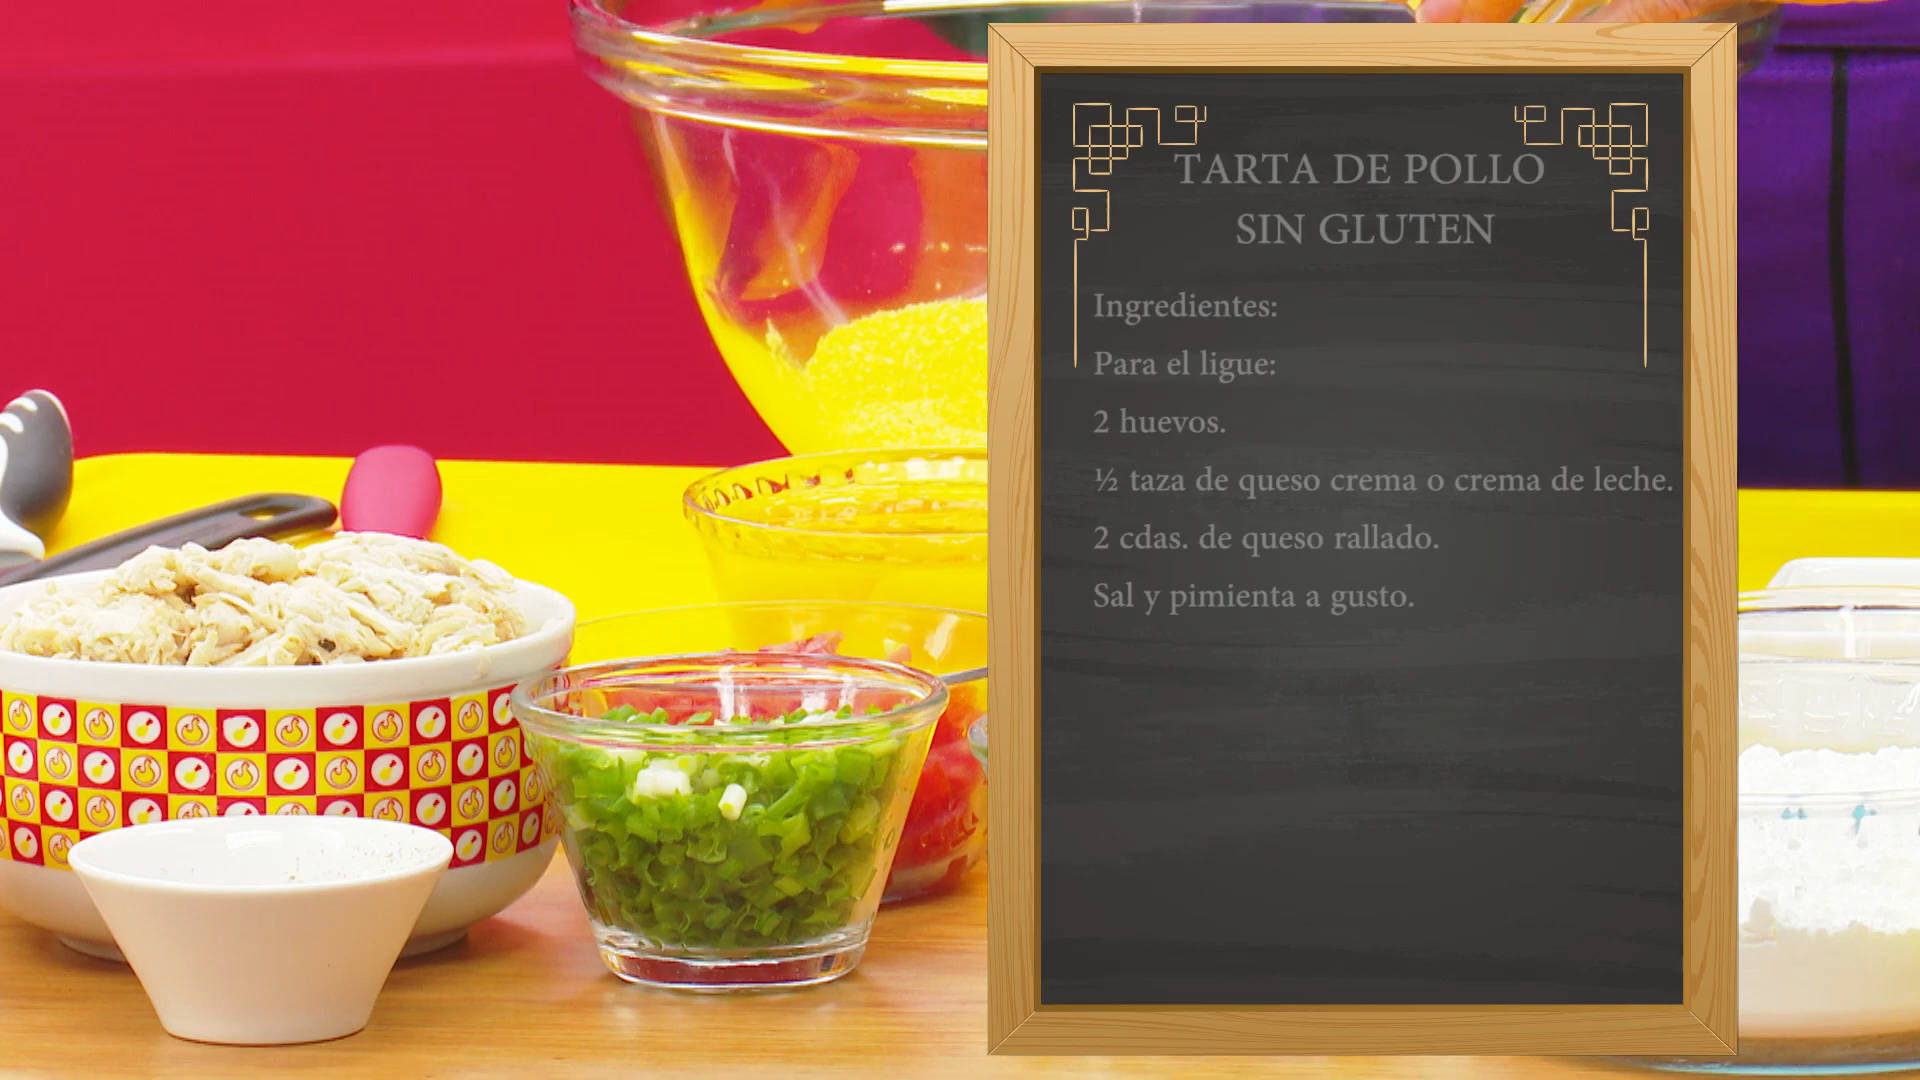 TARTA DE POLLO
SIN GLUTEN
Ingredientes:
Para el ligue:
2 huevos.
½ taza de queso crema o crema de leche.
2 cdas. de queso rallado.
Sal y pimienta a gusto.